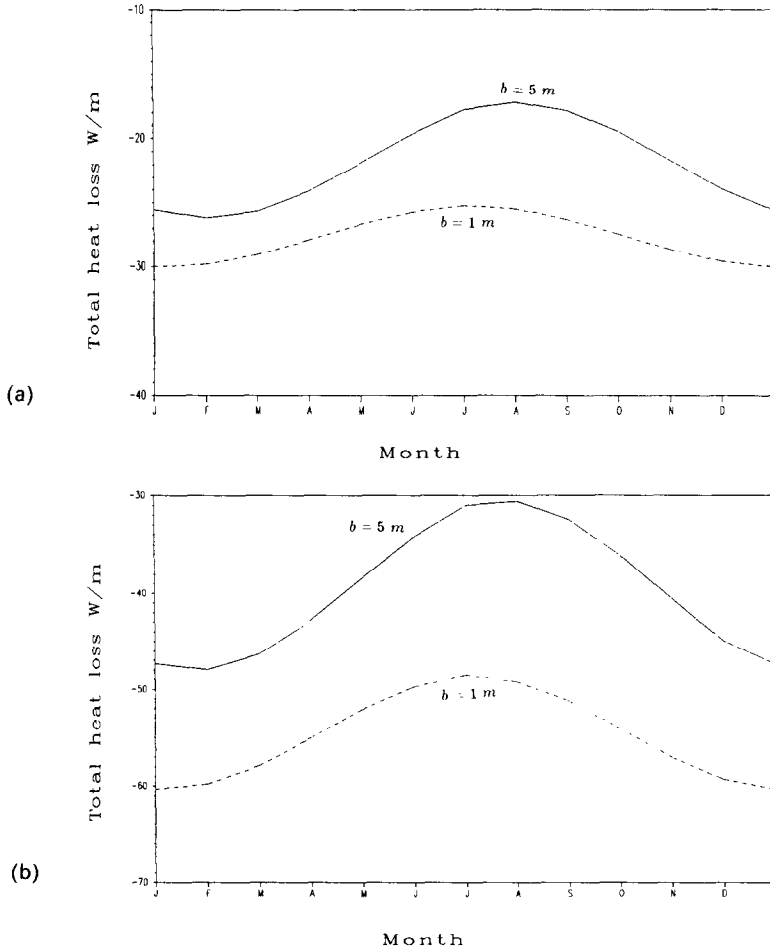 -10
b = 5 m
-20
b = 1 m
-30
-40
Total heat loss W/m
J F M A M J J A S O N D
Month
(a)
-30
b = 5 m
-40
-50
b = 1 m
-60
-70
Total heat loss W/m
J F M A M J J A S O N D
Month
(b)